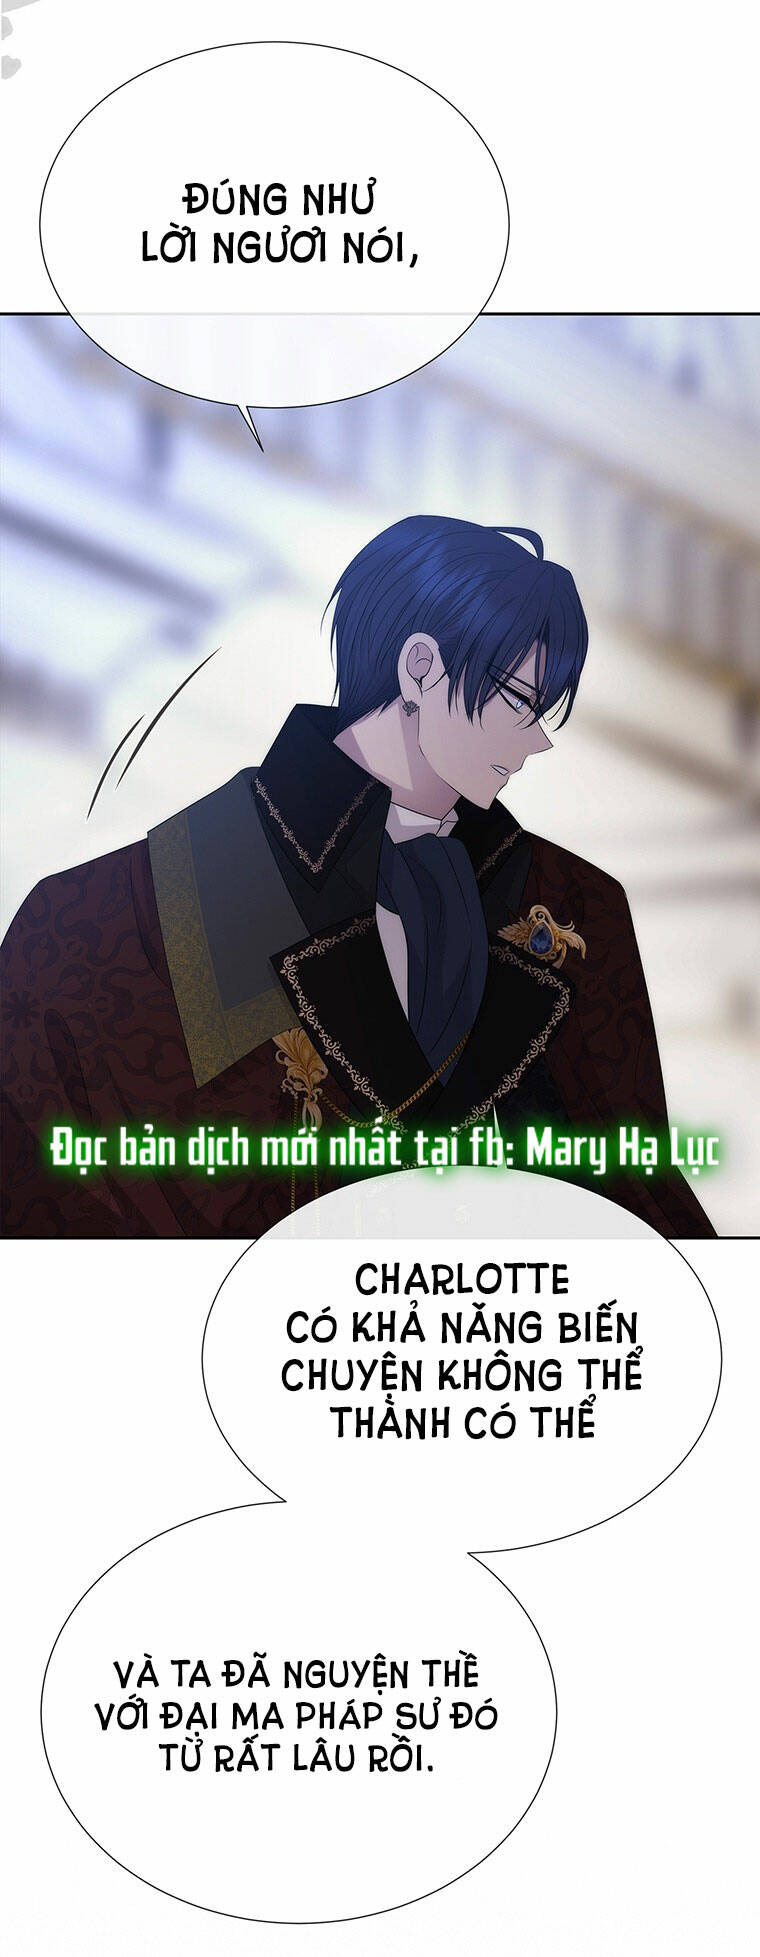 ĐÚNG NHƯ
LỜI NGƯƠI NÓI,
Đọc bản dịch mới nhất tại fb: Mary Hạ Lục
CHARLOTTE
CÓ KHẢ NĂNG BIẾN
CHUYỆN KHÔNG THỂ
THÀNH CÓ THỂ
VÀ TA ĐÃ NGUYỆN THỀ
VỚI ĐẠI MA PHÁP SƯ ĐÓ
TỪ RẤT LÂU RỒI.